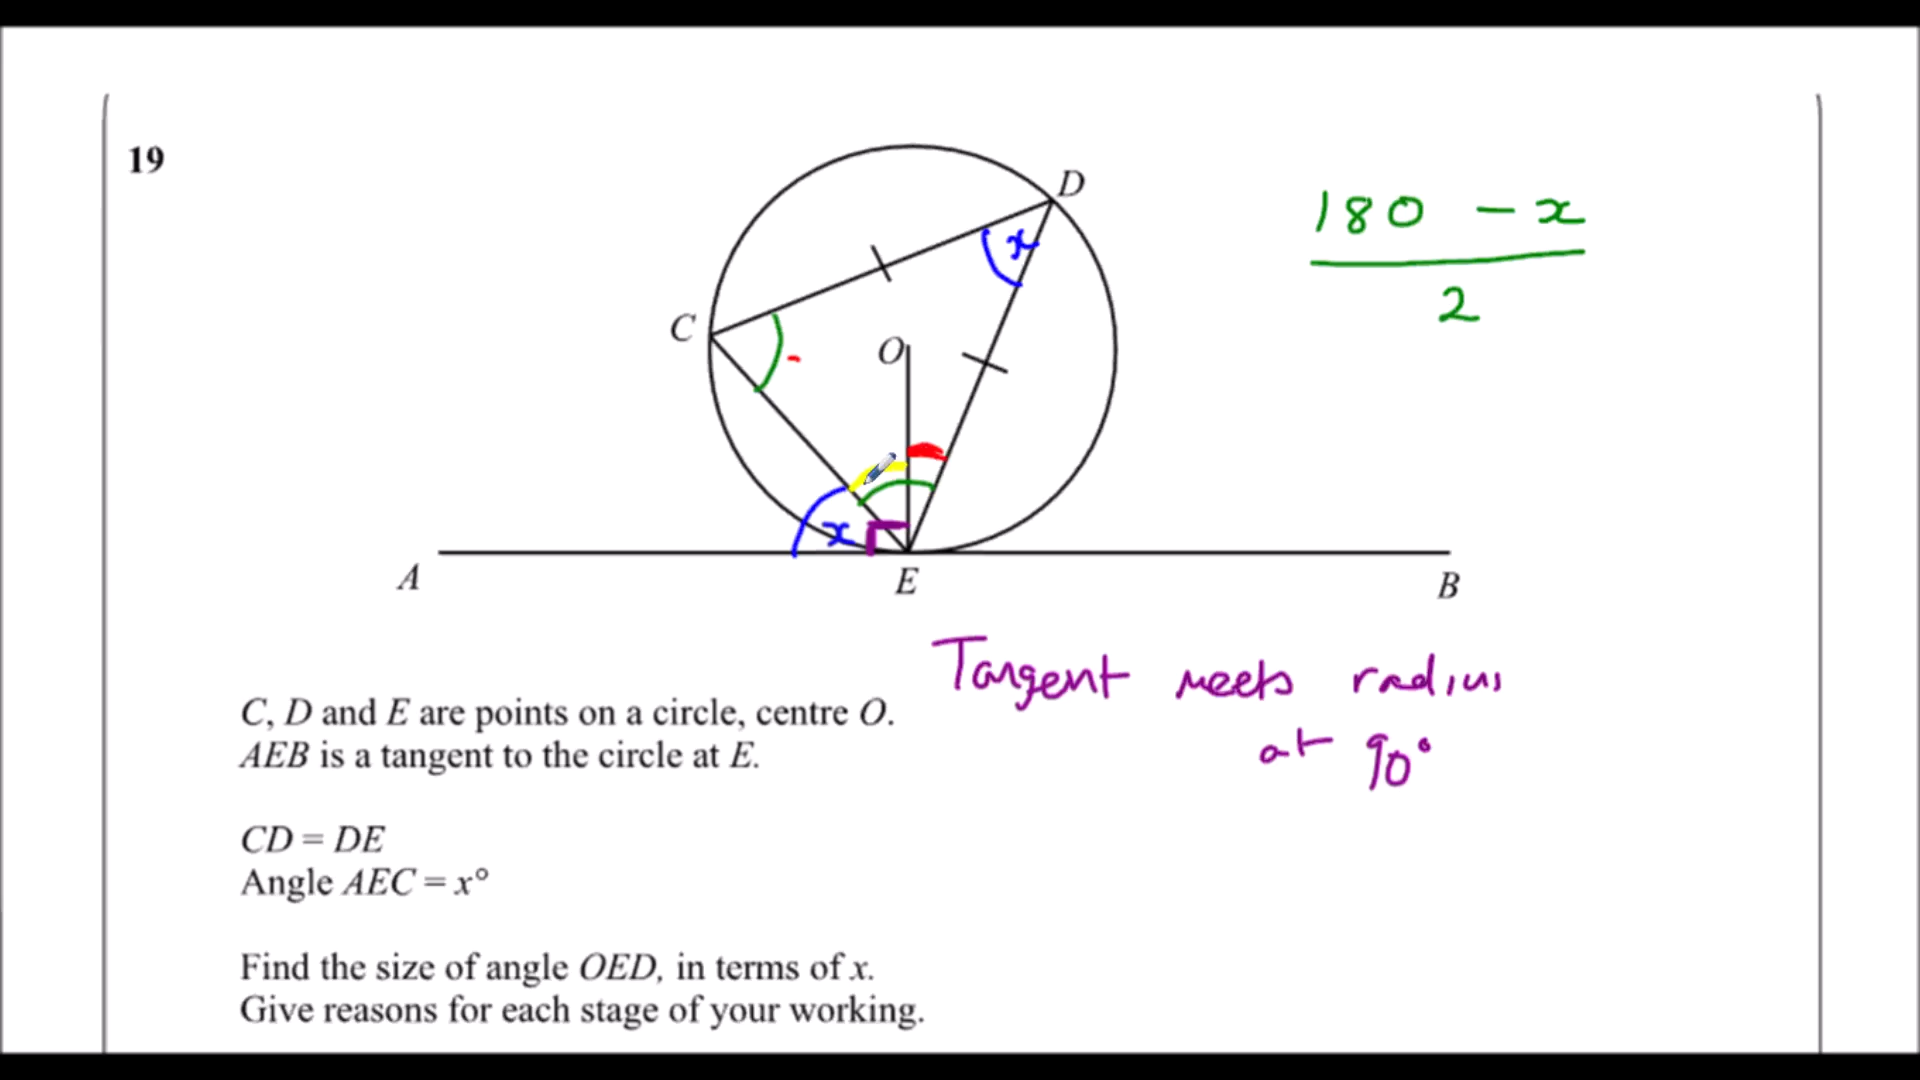 19
D
180 - x
2
x
C
O
x
A
E
B
Tangent meets radius
at 90°
C, D and E are points on a circle, centre O.
AEB is a tangent to the circle at E.
CD = DE
Angle AEC = x°
Find the size of angle OED, in terms of x.
Give reasons for each stage of your working.